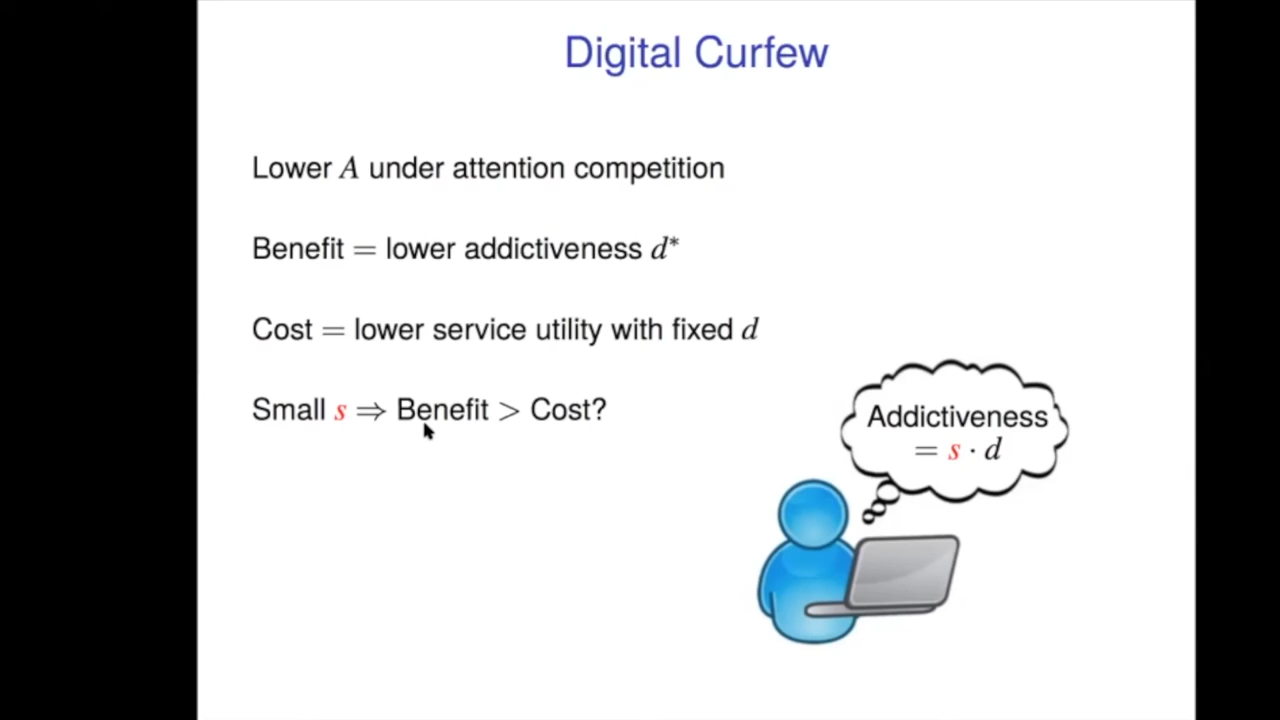 Digital Curfew
Lower A under attention competition
Benefit = lower addictiveness d*
Cost = lower service utility with fixed d
Small s ⇒ Benefit > Cost?
Addictiveness
= s · d